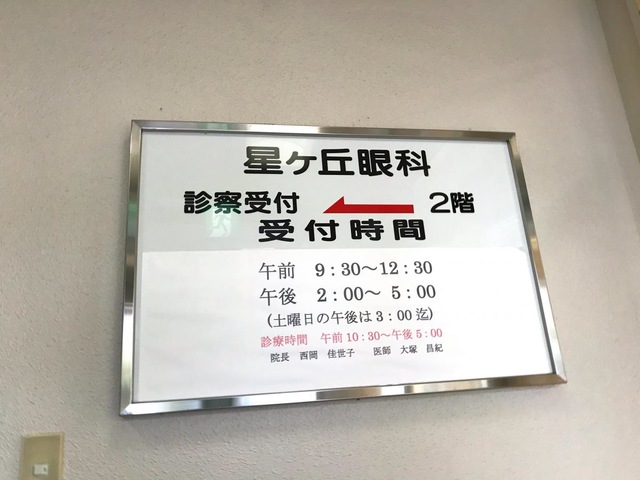 星ヶ丘眼科
診察受付 ← 2階
受付時間
午前 9:30〜12:30
午後 2:00〜 5:00
(土曜日の午後は3:00迄)
診療時間 午前10:30〜午後5:00
院長 西岡 佳世子 医師 大塚 昌紀